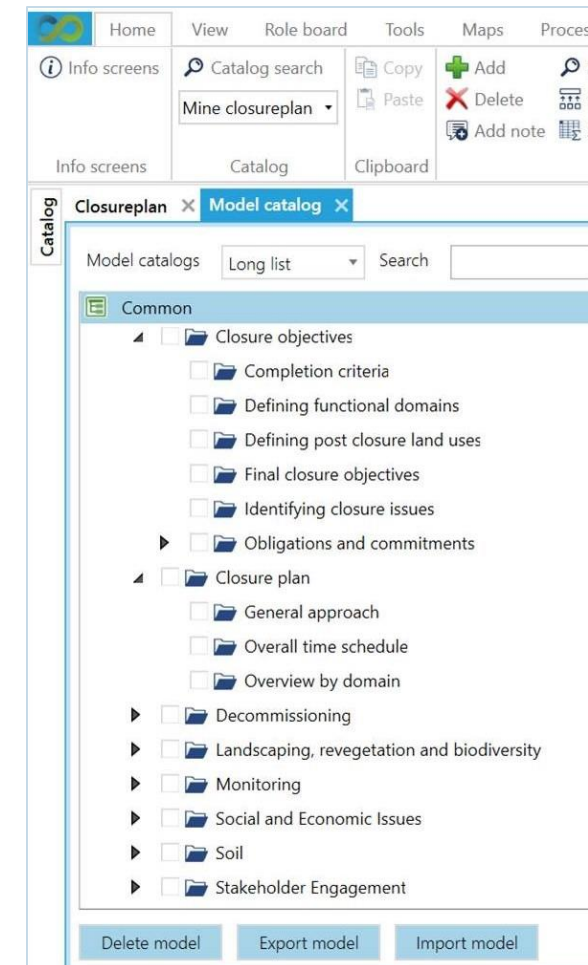 Home View Role board Tools Maps Proces
Info screens Catalog search Copy Add
Mine closureplan Paste Delete
Add note
Info screens Catalog Clipboard
Catalog
Closureplan Model catalog
Model catalogs Long list Search
Common
Closure objectives
Completion criteria
Defining functional domains
Defining post closure land uses
Final closure objectives
Identifying closure issues
Obligations and commitments
Closure plan
General approach
Overall time schedule
Overview by domain
Decommissioning
Landscaping, revegetation and biodiversity
Monitoring
Social and Economic Issues
Soil
Stakeholder Engagement
Delete model Export model Import model